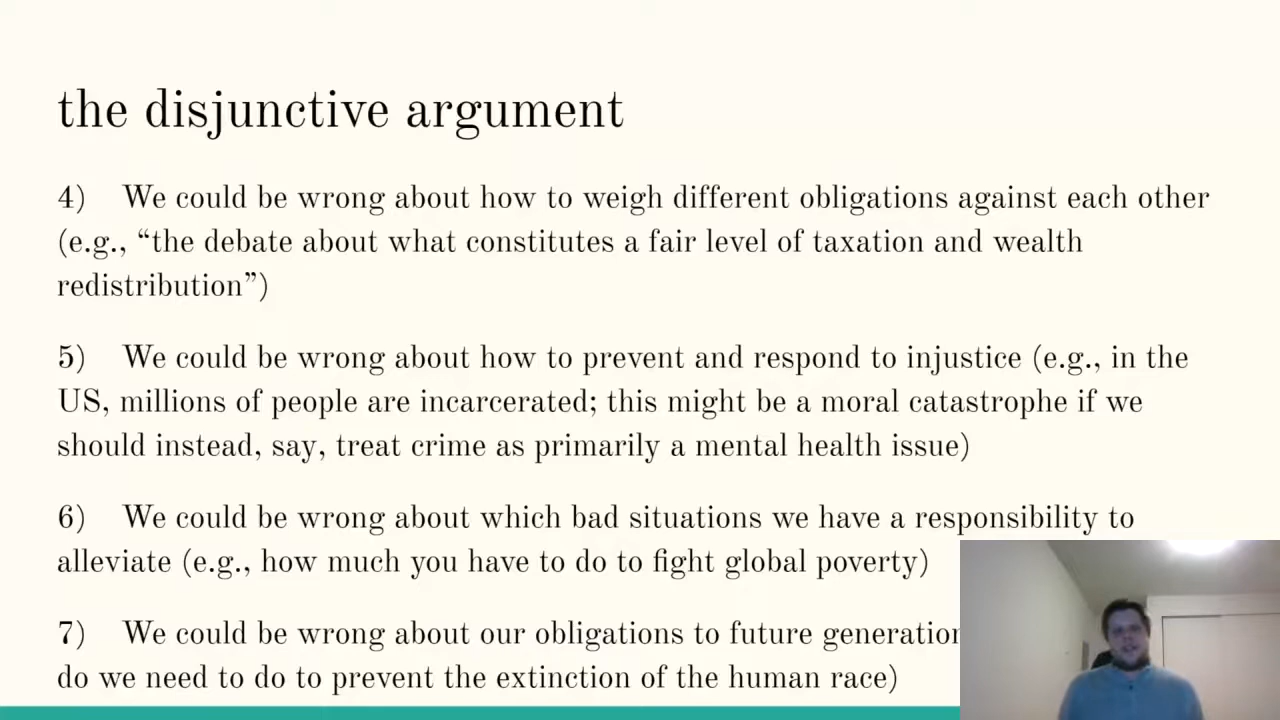 the disjunctive argument
4) We could be wrong about how to weigh different obligations against each other
(e.g., “the debate about what constitutes a fair level of taxation and wealth
redistribution”)
5) We could be wrong about how to prevent and respond to injustice (e.g., in the
US, millions of people are incarcerated; this might be a moral catastrophe if we
should instead, say, treat crime as primarily a mental health issue)
6) We could be wrong about which bad situations we have a responsibility to
alleviate (e.g., how much you have to do to fight global poverty)
7) We could be wrong about our obligations to future
do we need to do to prevent the extinction of the human race)